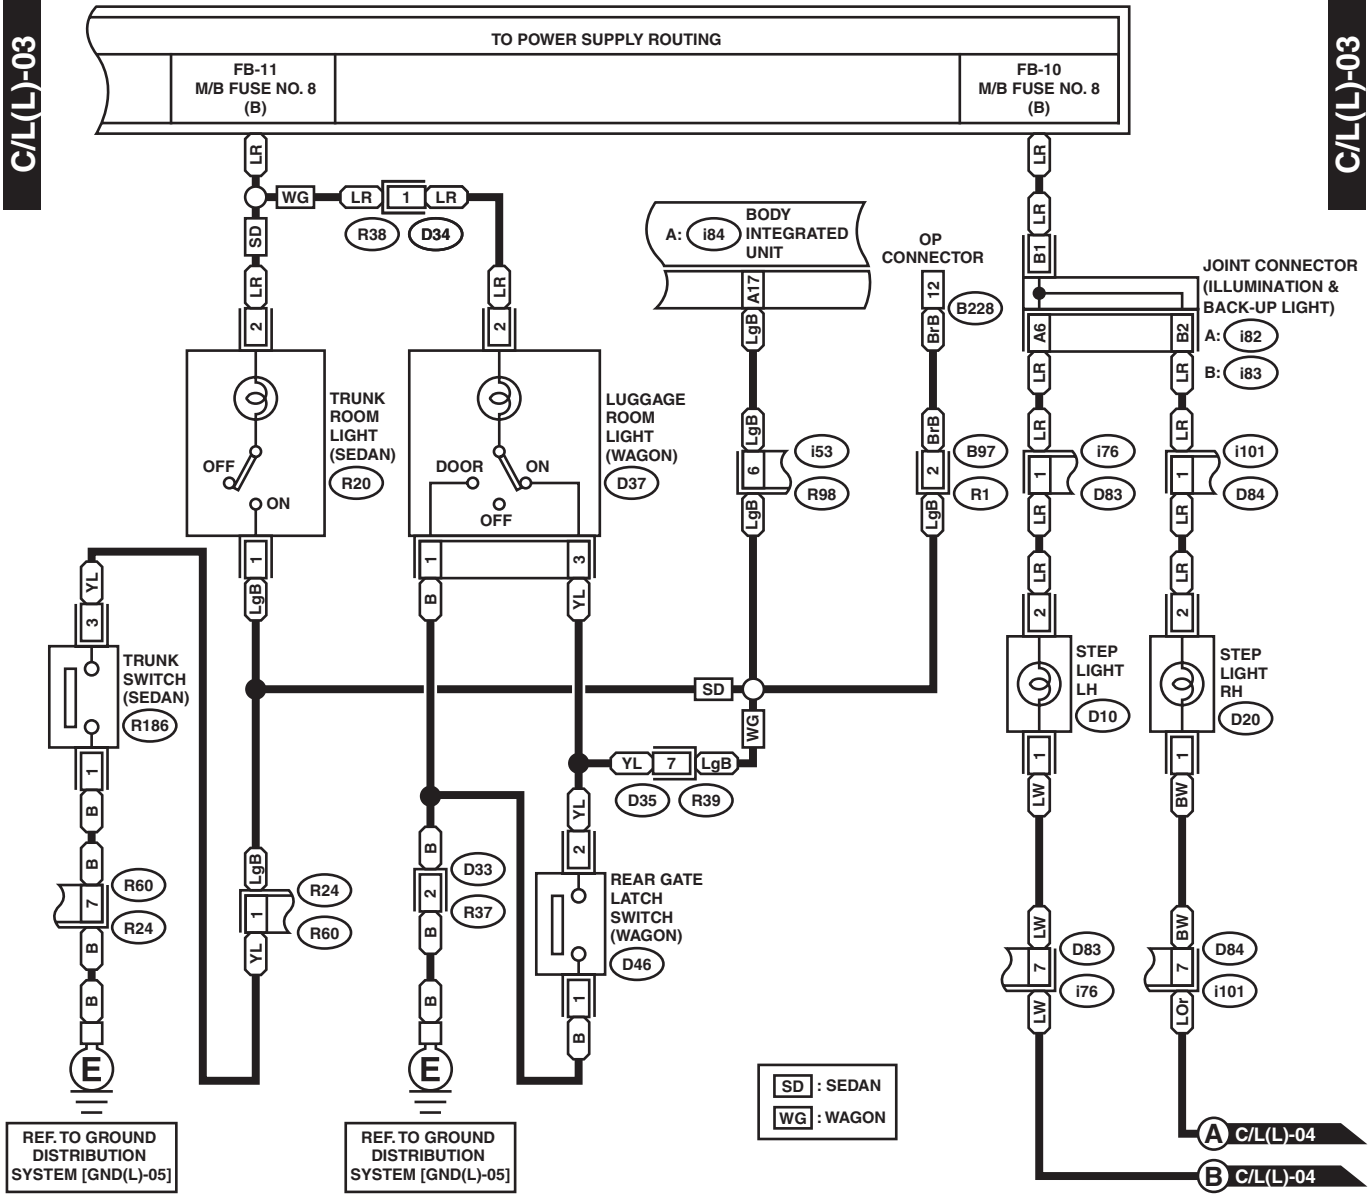 C/L(L)-03
C/L(L)-03
TO POWER SUPPLY ROUTING
FB-11
M/B FUSE NO. 8
(B)
FB-10
M/B FUSE NO. 8
(B)
LR
WG
LR
1
LR
R38
D34
SD
LR
2
LR
2
A:
i84
BODY
INTEGRATED
UNIT
A17
LgB
OP
CONNECTOR
12
B228
BrB
LR
LR
B1
JOINT CONNECTOR
(ILLUMINATION &
BACK-UP LIGHT)
A6
B2
A:
i82
B:
i83
LR
LR
TRUNK
ROOM
LIGHT
(SEDAN)
R20
OFF
ON
LUGGAGE
ROOM
LIGHT
(WAGON)
D37
DOOR
ON
OFF
LgB
6
i53
R98
LgB
BrB
2
B97
R1
LgB
LR
1
i76
D83
LR
LR
1
i101
D84
LR
1
LgB
1
B
3
YL
YL
3
TRUNK
SWITCH
(SEDAN)
R186
1
B
B
7
R60
R24
B
B
E
REF. TO GROUND
DISTRIBUTION
SYSTEM [GND(L)-05]
LgB
1
R24
R60
YL
SD
WG
YL
7
LgB
D35
R39
B
2
D33
R37
B
B
E
REF. TO GROUND
DISTRIBUTION
SYSTEM [GND(L)-05]
YL
2
REAR GATE
LATCH
SWITCH
(WAGON)
D46
1
B
LR
2
STEP
LIGHT
LH
D10
1
LW
LW
7
D83
i76
LW
LR
2
STEP
LIGHT
RH
D20
1
BW
BW
7
D84
i101
LOr
SD : SEDAN
WG : WAGON
A C/L(L)-04
B C/L(L)-04